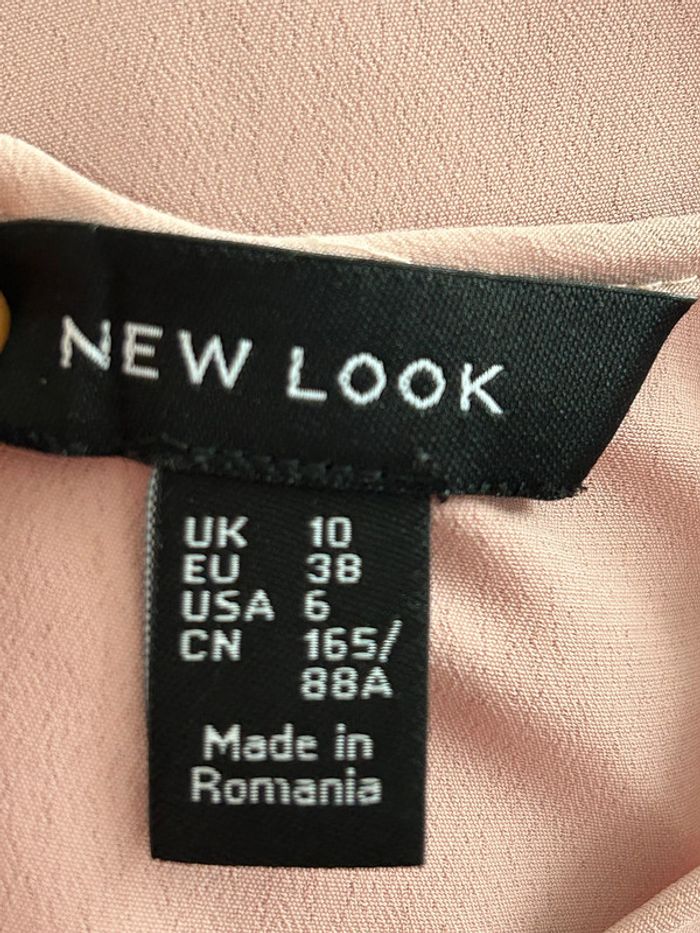 NEW LOOK
UK 10
EU 38
USA 6
CN 165/
88A
Made in
Romania